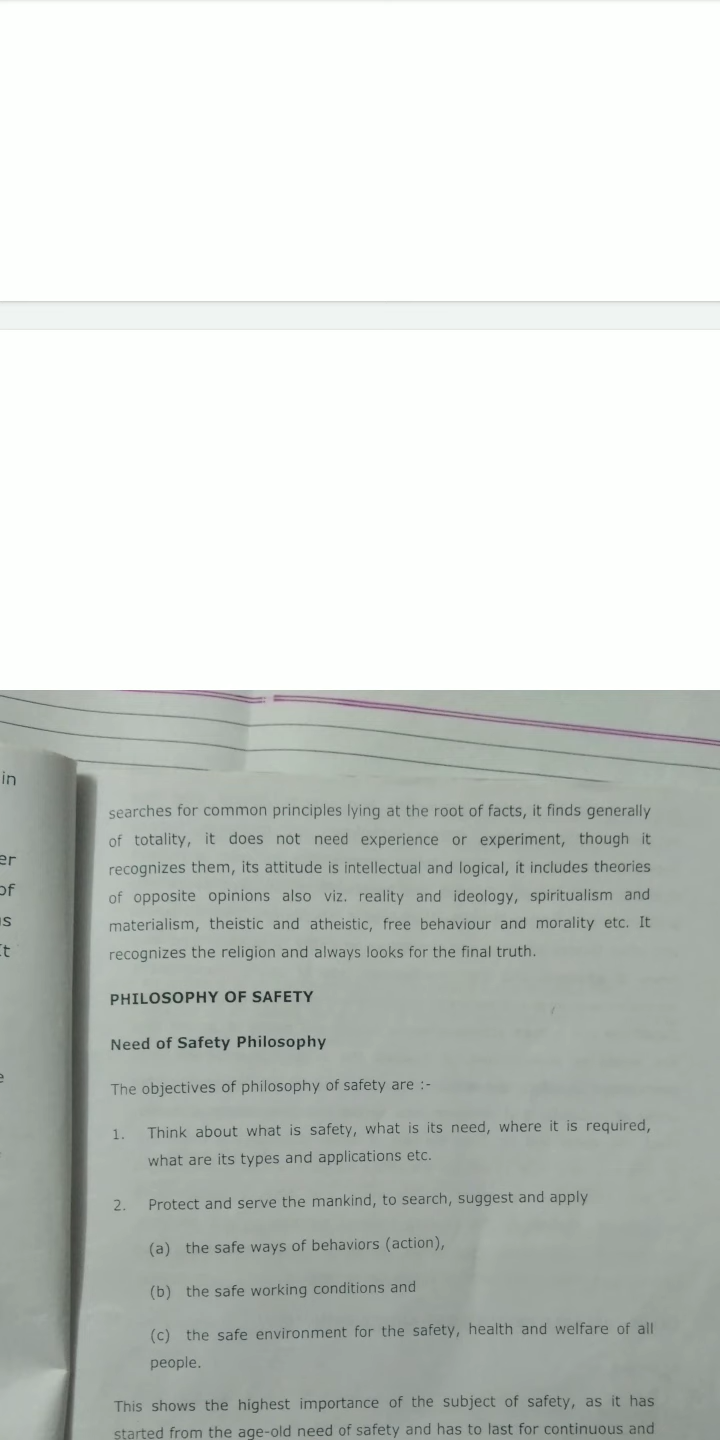 in
er
of
s
t
e
searches for common principles lying at the root of facts, it finds generally
of totality, it does not need experience or experiment, though it
recognizes them, its attitude is intellectual and logical, it includes theories
of opposite opinions also viz. reality and ideology, spiritualism and
materialism, theistic and atheistic, free behaviour and morality etc. It
recognizes the religion and always looks for the final truth.
PHILOSOPHY OF SAFETY
Need of Safety Philosophy
The objectives of philosophy of safety are :-
1. Think about what is safety, what is its need, where it is required,
what are its types and applications etc.
2. Protect and serve the mankind, to search, suggest and apply
(a) the safe ways of behaviors (action),
(b) the safe working conditions and
(c) the safe environment for the safety, health and welfare of all
people.
This shows the highest importance of the subject of safety, as it has
started from the age-old need of safety and has to last for continuous and